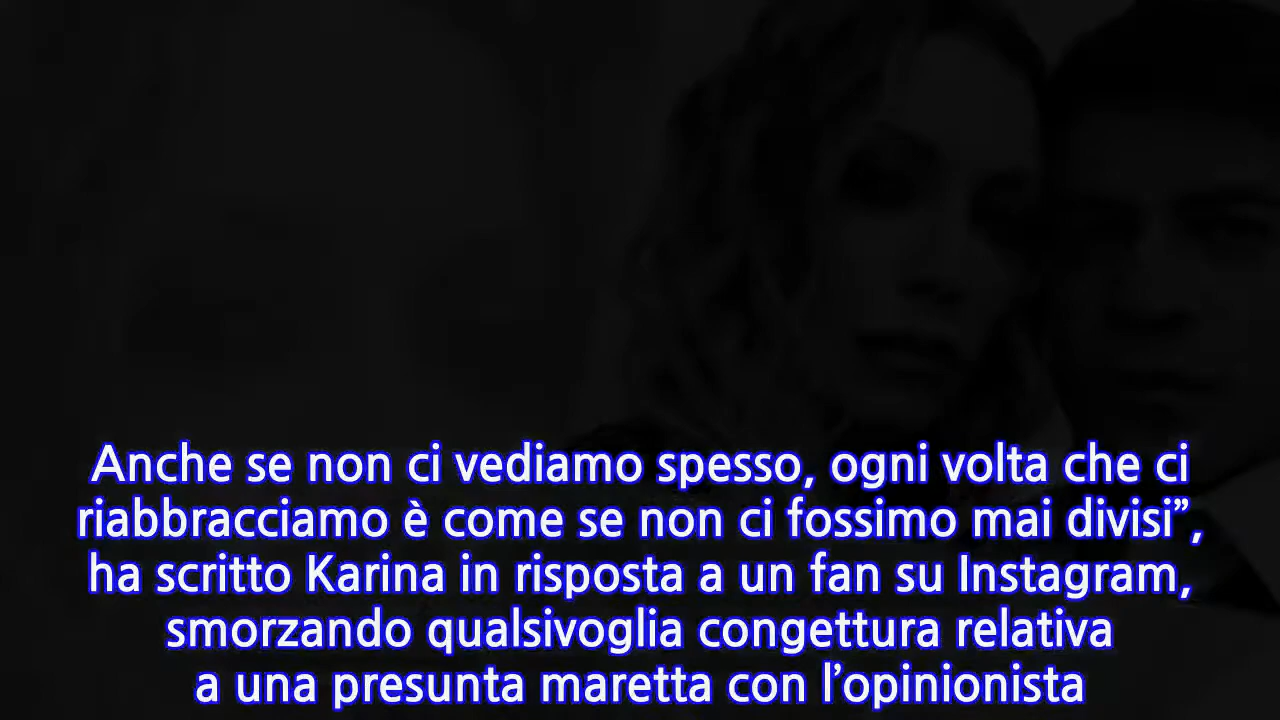 Anche se non ci vediamo spesso, ogni volta che ci
riabbracciamo è come se non ci fossimo mai divisi”,
ha scritto Karina in risposta a un fan su Instagram,
smorzando qualsivoglia congettura relativa
a una presunta maretta con l’opinionista